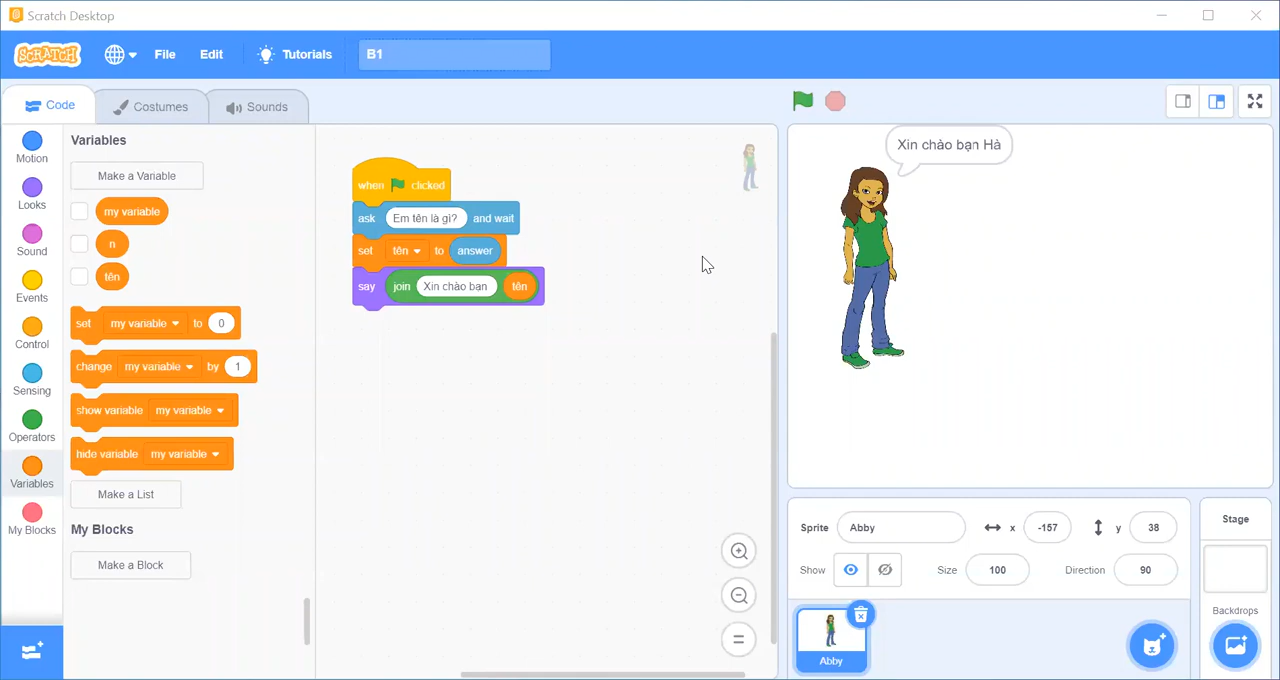 Scratch Desktop
SCRATCH
File
Edit
Tutorials
B1
Code
Costumes
Sounds
Motion
Looks
Sound
Events
Control
Sensing
Operators
Variables
My Blocks
Variables
Make a Variable
my variable
n
tên
set my variable to 0
change my variable by 1
show variable my variable
hide variable my variable
Make a List
My Blocks
Make a Block
when clicked
ask Em tên là gì? and wait
set tên to answer
say join Xin chào bạn tên
Xin chào bạn Hà
Sprite Abby x -157 y 38
Show Size 100 Direction 90
Abby
Stage
Backdrops